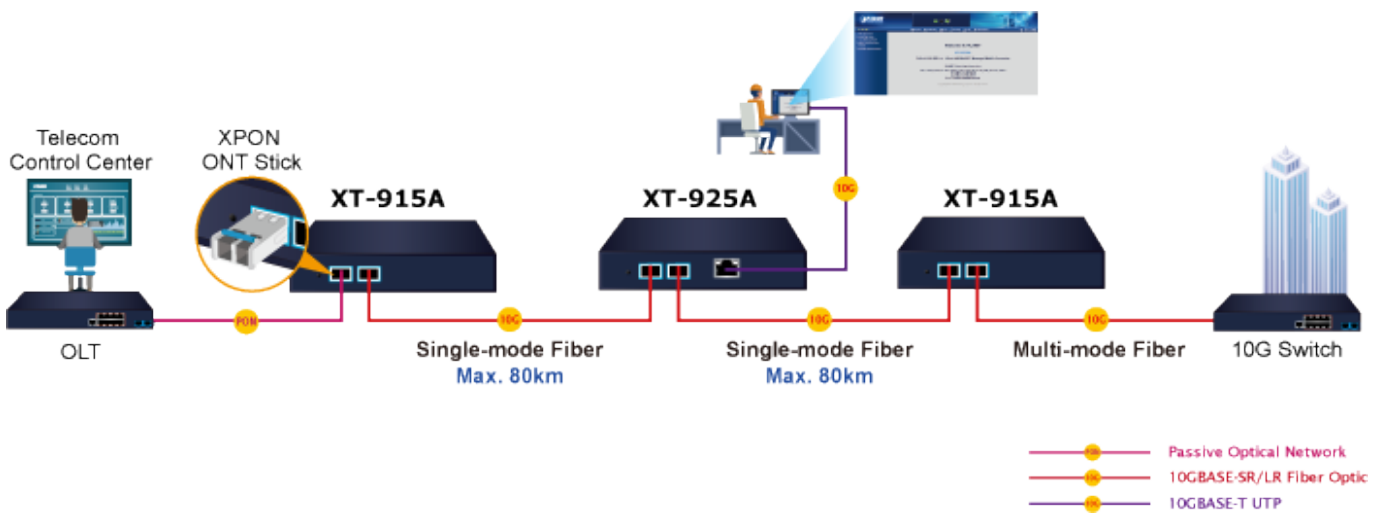 Telecom
Control Center
XPON
ONT Stick
XT-915A
XT-925A
XT-915A
10G
PON
10G
10G
10G
OLT
Single-mode Fiber
Max. 80km
Single-mode Fiber
Max. 80km
Multi-mode Fiber
10G Switch
PON
Passive Optical Network
10G
10GBASE-SR/LR Fiber Optic
10G
10GBASE-T UTP